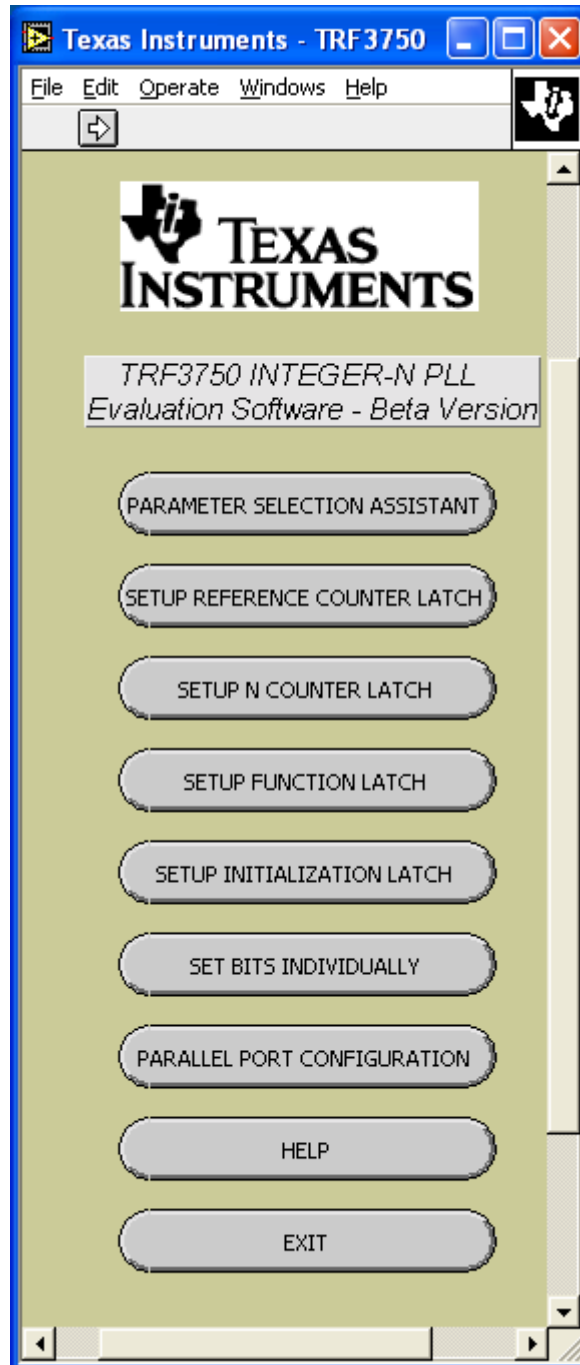 Texas Instruments - TRF3750
File Edit Operate Windows Help
TEXAS
INSTRUMENTS
TRF3750 INTEGER-N PLL
Evaluation Software - Beta Version
PARAMETER SELECTION ASSISTANT
SETUP REFERENCE COUNTER LATCH
SETUP N COUNTER LATCH
SETUP FUNCTION LATCH
SETUP INITIALIZATION LATCH
SET BITS INDIVIDUALLY
PARALLEL PORT CONFIGURATION
HELP
EXIT